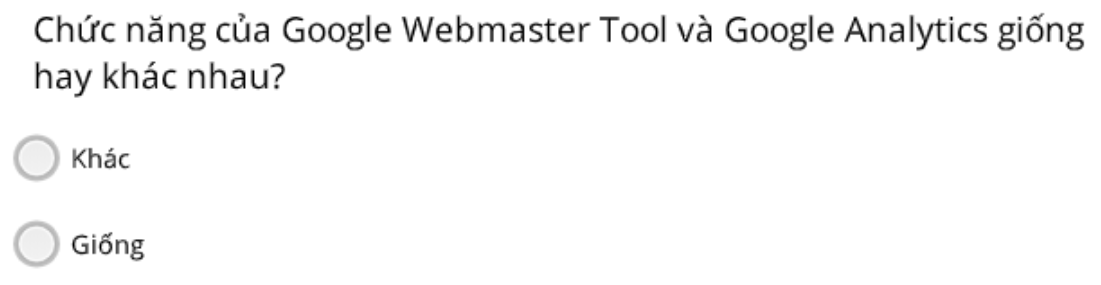 Chức năng của Google Webmaster Tool và Google Analytics giống
hay khác nhau?
Khác
Giống